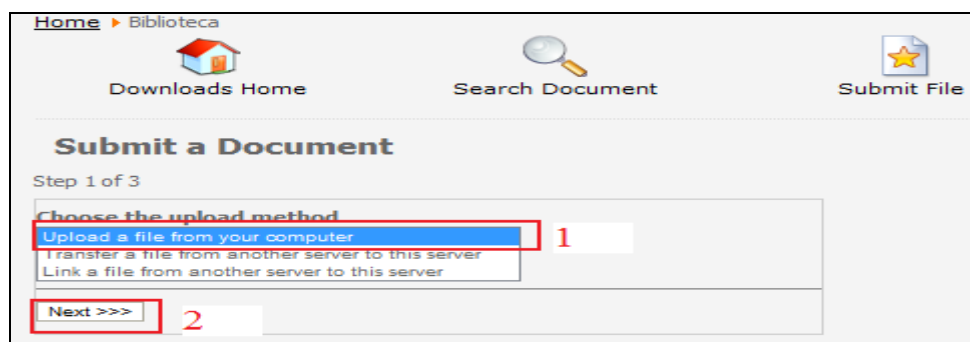 Home ▸ Biblioteca
Downloads Home Search Document Submit File
Submit a Document
Step 1 of 3
Choose the upload method
Upload a file from your computer 1
Transfer a file from another server to this server
Link a file from another server to this server
Next >>> 2